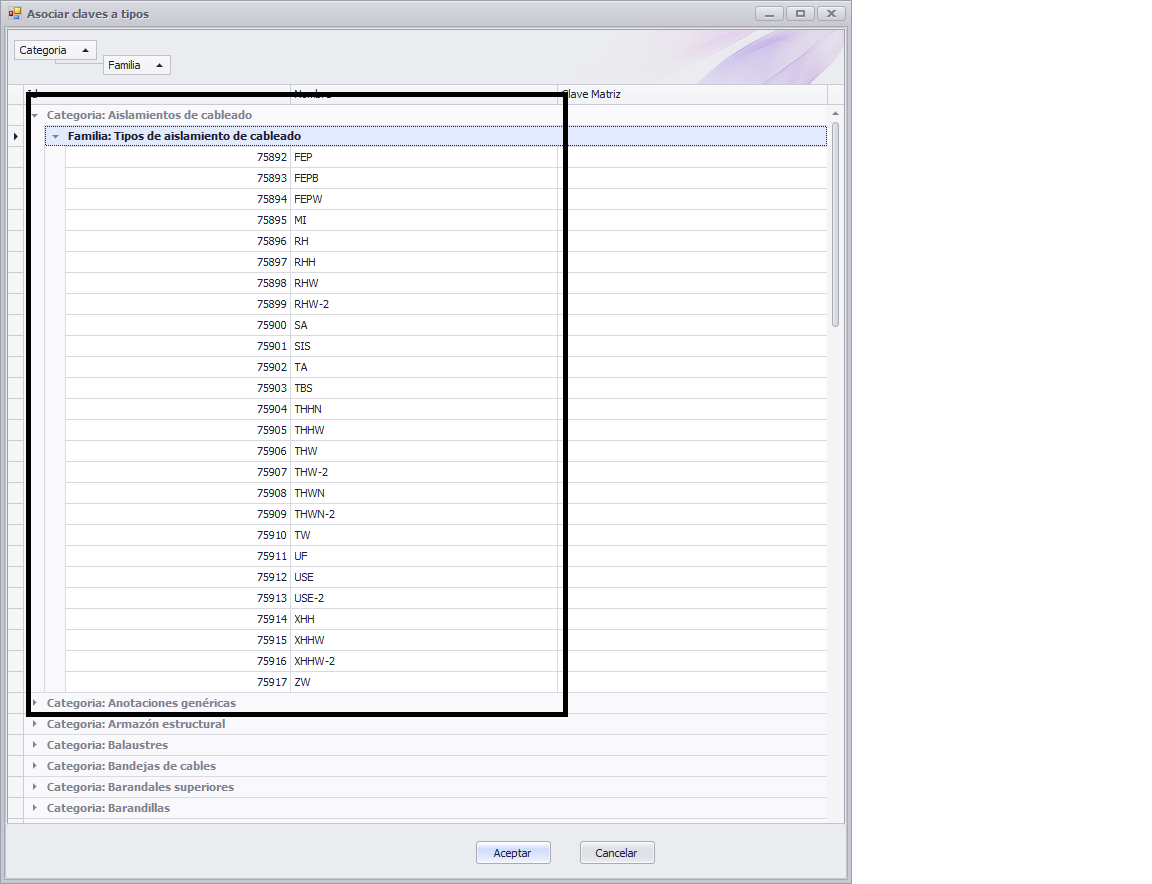 Asociar claves a tipos
Categoria
Familia
Id Nombre Clave Matriz
Categoria: Aislamientos de cableado
Familia: Tipos de aislamiento de cableado
75892 FEP
75893 FEPB
75894 FEPW
75895 MI
75896 RH
75897 RHH
75898 RHW
75899 RHW-2
75900 SA
75901 SIS
75902 TA
75903 TBS
75904 THHN
75905 THHW
75906 THW
75907 THW-2
75908 THWN
75909 THWN-2
75910 TW
75911 UF
75912 USE
75913 USE-2
75914 XHH
75915 XHHW
75916 XHHW-2
75917 ZW
Categoria: Anotaciones genéricas
Categoria: Armazón estructural
Categoria: Balaustres
Categoria: Bandejas de cables
Categoria: Barandales superiores
Categoria: Barandillas
Aceptar
Cancelar